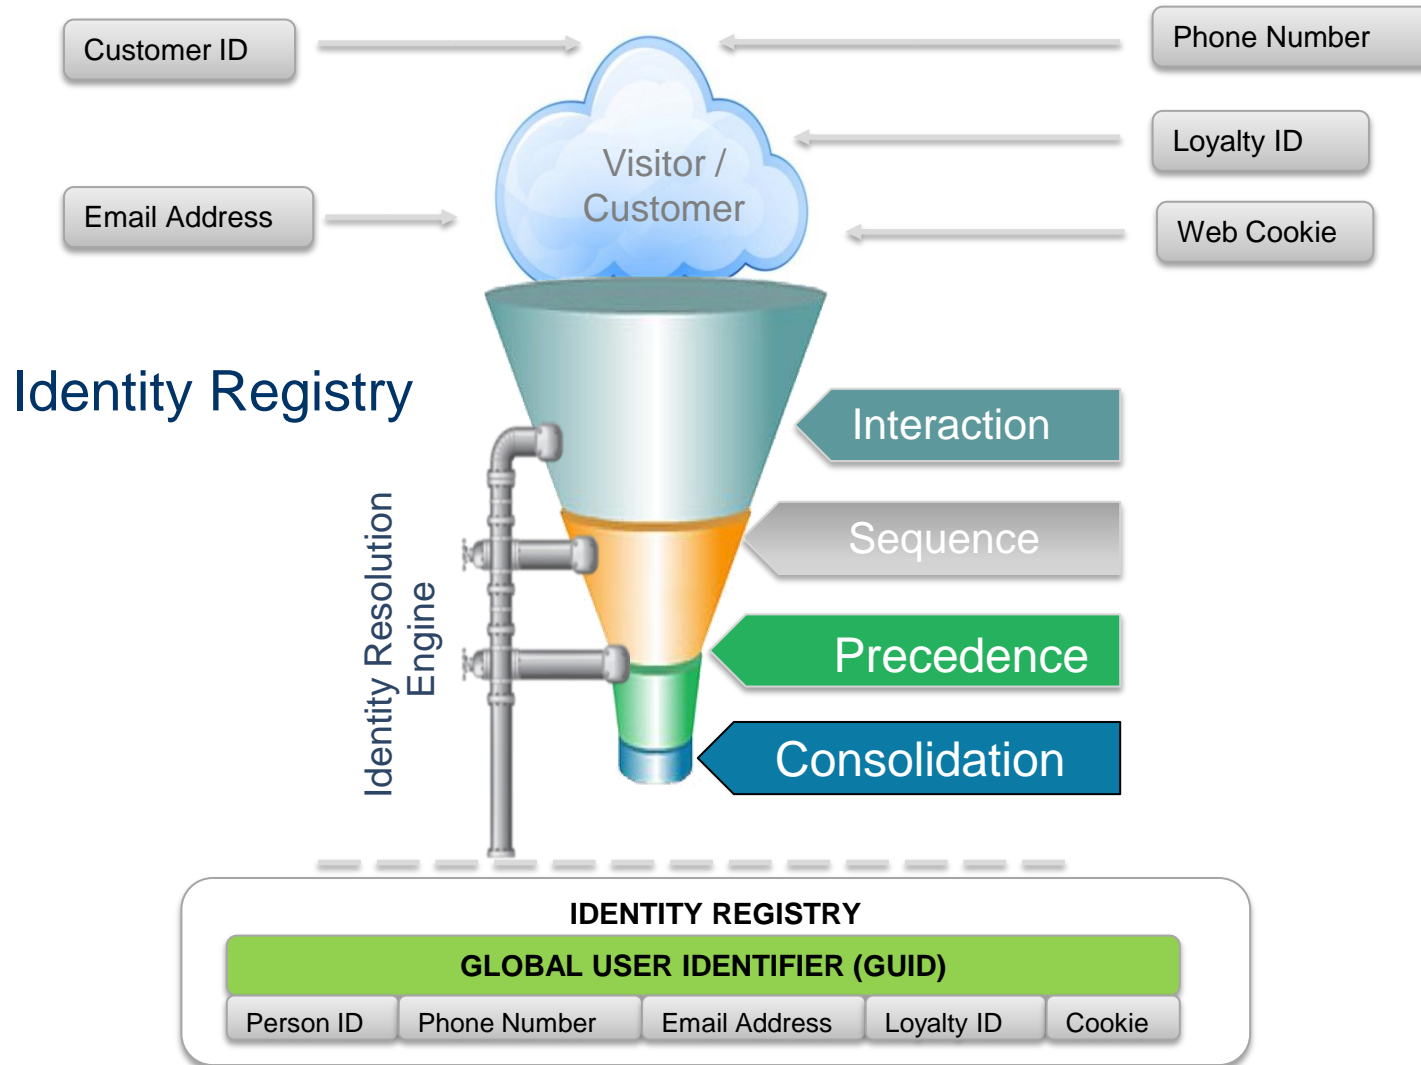 Customer ID
Phone Number
Loyalty ID
Visitor /
Customer
Email Address
Web Cookie
Identity Registry
Interaction
Sequence
Identity Resolution
Engine
Precedence
Consolidation
IDENTITY REGISTRY
GLOBAL USER IDENTIFIER (GUID)
Person ID
Phone Number
Email Address
Loyalty ID
Cookie